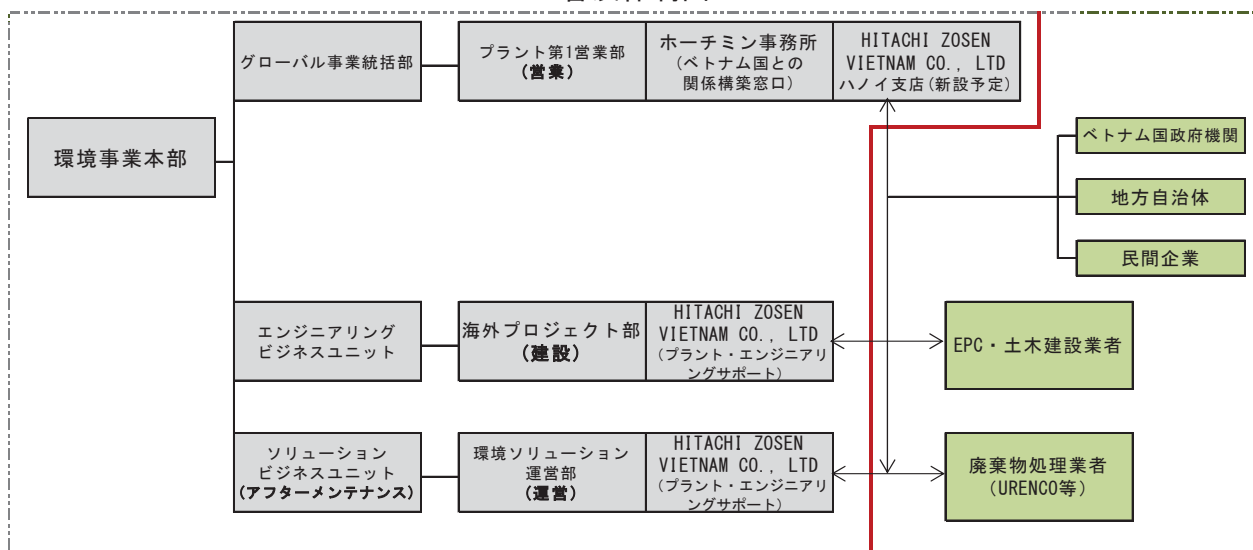 グローバル事業統括部
プラント第1営業部
(営業)
ホーチミン事務所
(ベトナム国との
関係構築窓口)
HITACHI ZOSEN
VIETNAM CO., LTD
ハノイ支店(新設予定)
環境事業本部
ベトナム国政府機関
地方自治体
民間企業
エンジニアリング
ビジネスユニット
海外プロジェクト部
(建設)
HITACHI ZOSEN
VIETNAM CO., LTD
(プラント・エンジニアリ
ングサポート)
EPC・土木建設業者
ソリューション
ビジネスユニット
(アフターメンテナンス)
環境ソリューション
運営部
(運営)
HITACHI ZOSEN
VIETNAM CO., LTD
(プラント・エンジニアリ
ングサポート)
廃棄物処理業者
(URENCO等)